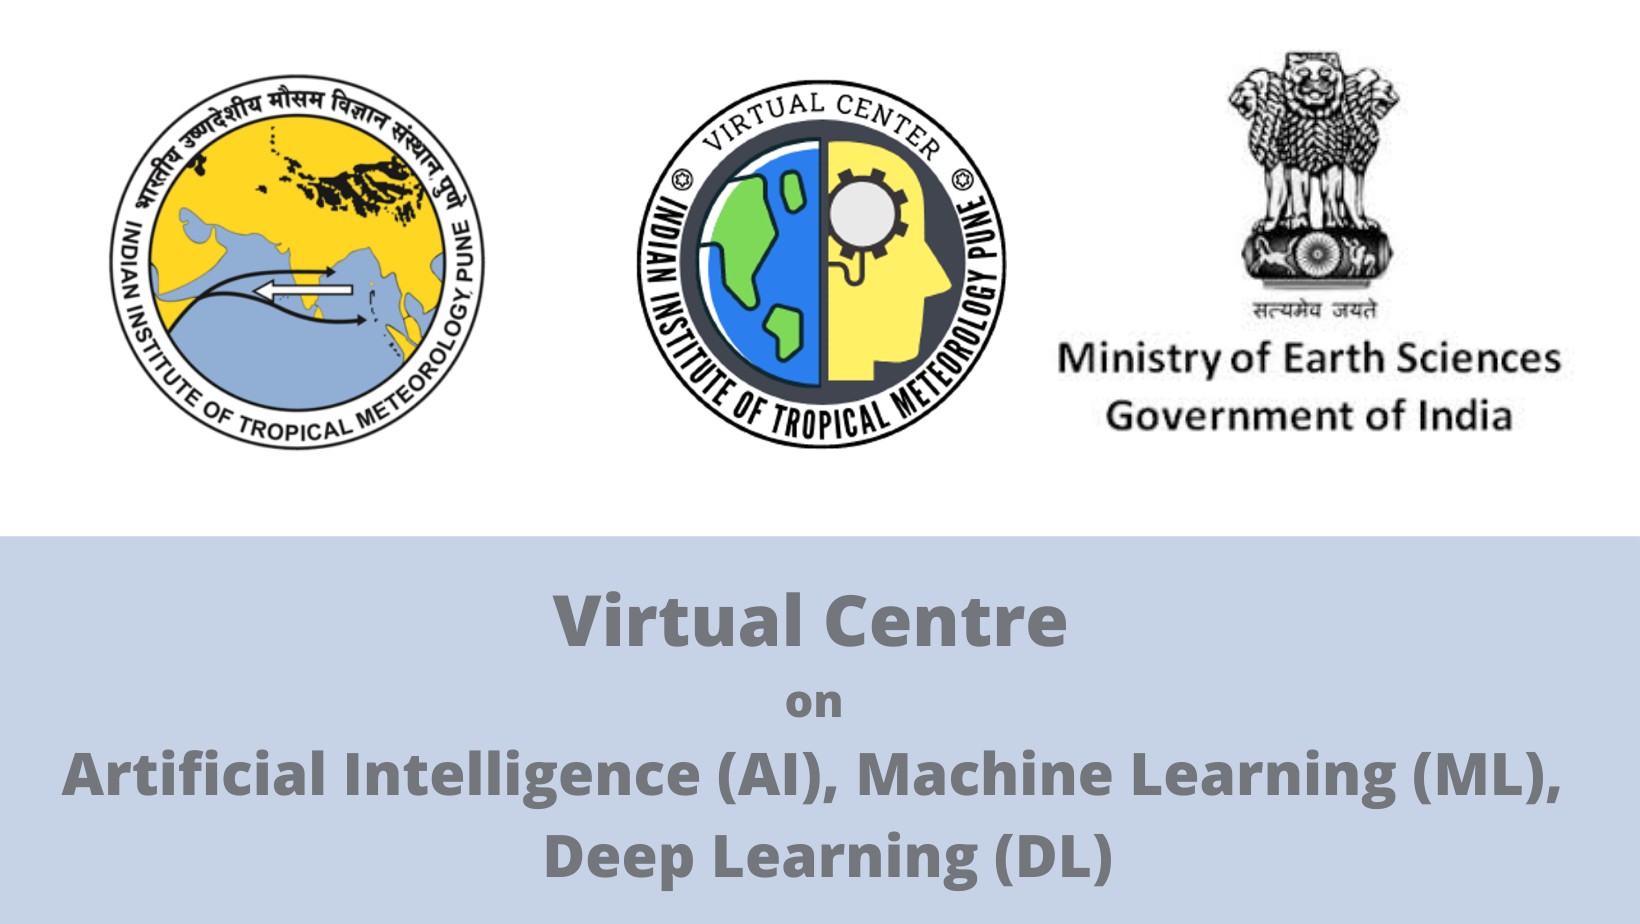 भारतीय उष्णदेशीय मौसम विज्ञान संस्थान, पुणे
INDIAN INSTITUTE OF TROPICAL METEOROLOGY, PUNE
VIRTUAL CENTER
INDIAN INSTITUTE OF TROPICAL METEOROLOGY PUNE
सत्यमेव जयते
Ministry of Earth Sciences
Government of India
Virtual Centre
on
Artificial Intelligence (AI), Machine Learning (ML),
Deep Learning (DL)